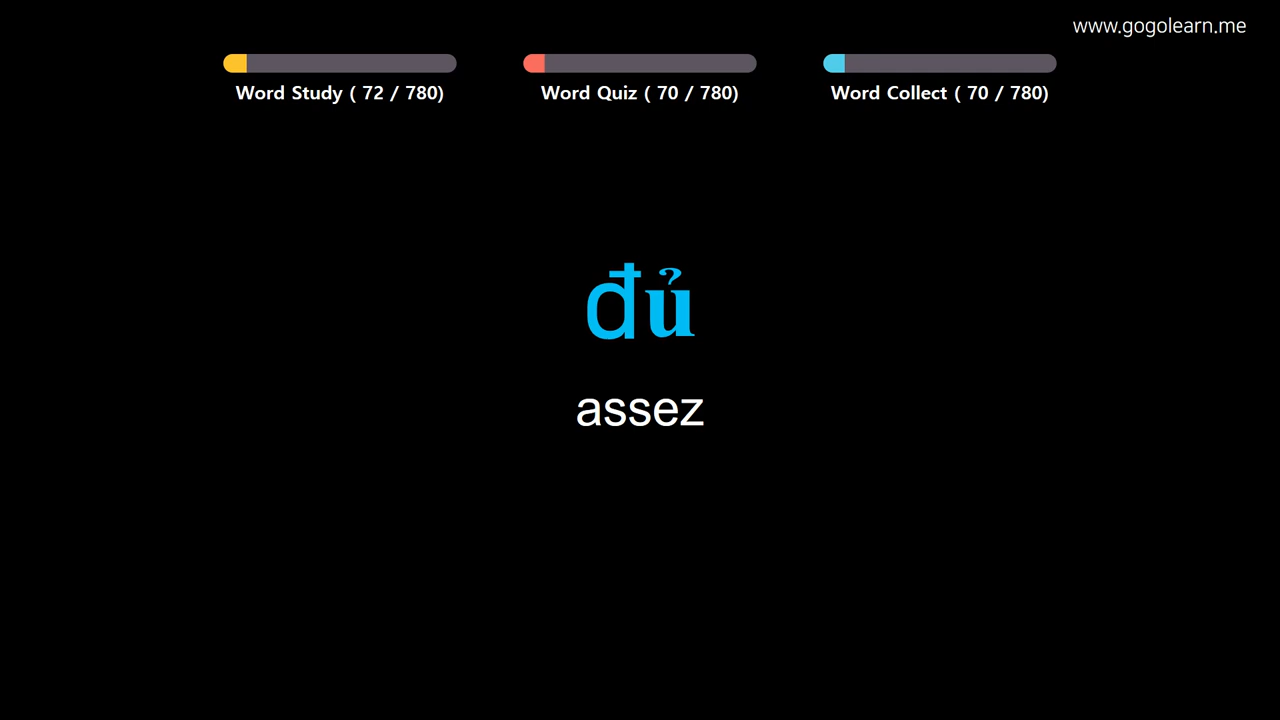 www.gogolearn.me
Word Study ( 72 / 780)
Word Quiz ( 70 / 780)
Word Collect ( 70 / 780)
đủ
assez